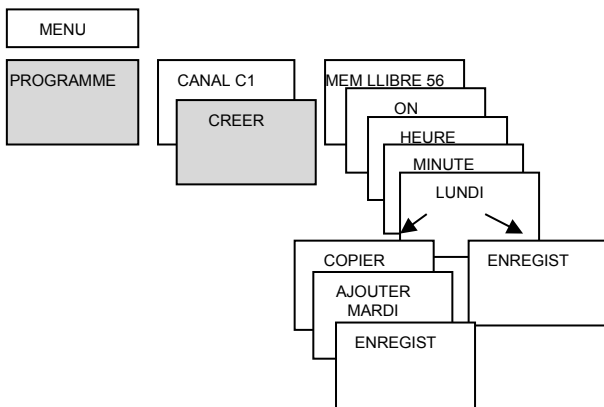 MENU
PROGRAMME
CANAL C1
CREER
MEM LLIBRE 56
ON
HEURE
MINUTE
LUNDI
COPIER
AJOUTER
MARDI
ENREGIST
ENREGIST